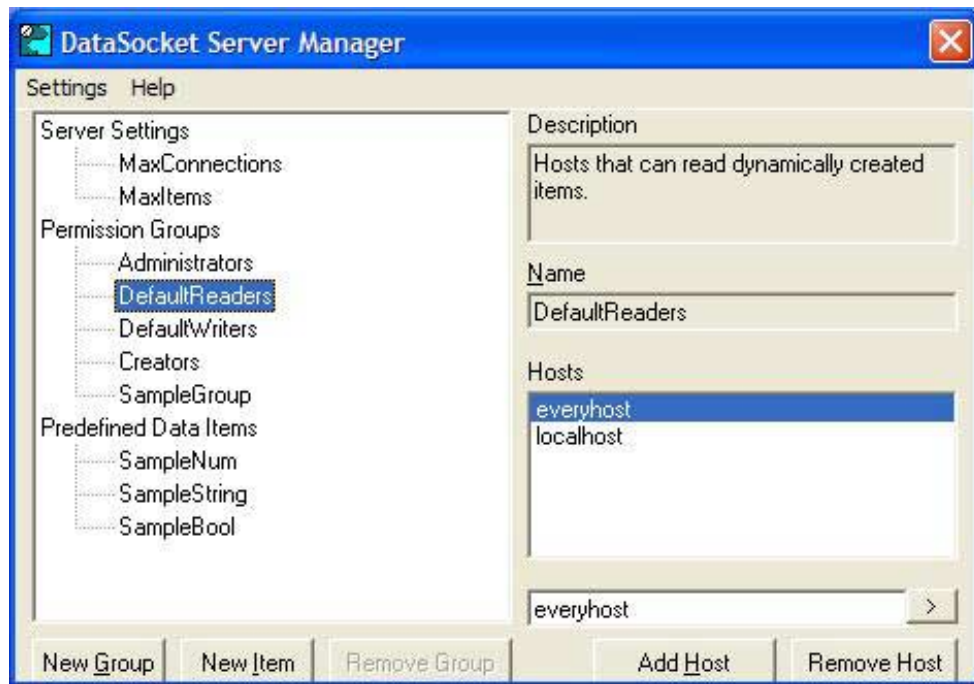 DataSocket Server Manager
Settings Help
Server Settings
MaxConnections
MaxItems
Permission Groups
Administrators
DefaultReaders
DefaultWriters
Creators
SampleGroup
Predefined Data Items
SampleNum
SampleString
SampleBool
New Group
New Item
Remove Group
Description
Hosts that can read dynamically created
items.
Name
DefaultReaders
Hosts
everyhost
localhost
everyhost >
Add Host
Remove Host